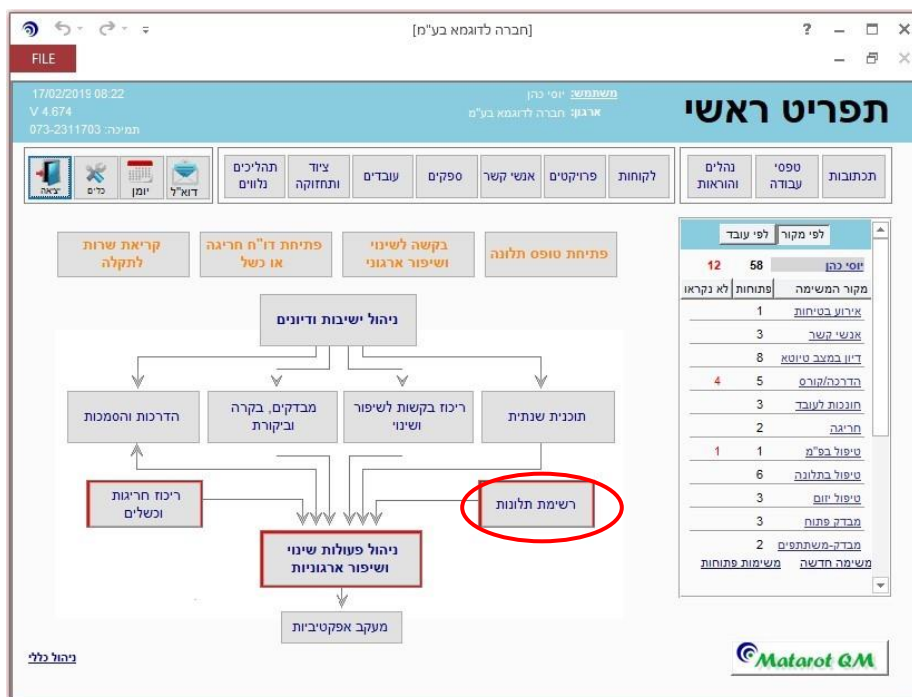 [חברה לדוגמא בע"מ]
FILE
תפריט ראשי
משתמש: יוסי כהן
ארגון: חברה לדוגמא בע"מ
17/02/2019 08:22
V 4.674
תמיכה: 073-2311703
תכתובות
טפסי
עבודה
נהלים
והוראות
לקוחות
פרויקטים
אנשי קשר
ספקים
עובדים
ציוד
ותחזוקה
תהליכים
נלווים
דוא"ל
יומן
כלים
יציאה
לפי מקור
לפי עובד
יוסי כהן 58 12
מקור המשימה פתוחות לא נקראו
אירוע בטיחות 1
אנשי קשר 3
דיון במצב טיוטא 8
הדרכה/קורס 5 4
חונכות לעובד 3
חריגה 2
טיפול בפ"מ 1 1
טיפול בתלונה 6
טיפול יזום 3
מבדק פתוח 3
מבדק-משתתפים 2
משימה חדשה משימות פתוחות
פתיחת טופס תלונה
בקשה לשינוי
ושיפור ארגוני
פתיחת דו"ח חריגה
או כשל
קריאת שרות
לתקלה
ניהול ישיבות ודיונים
תוכנית שנתית
ריכוז בקשות לשיפור
ושינוי
מבדקים, בקרה
וביקורת
הדרכות והסמכות
רשימת תלונות
ריכוז חריגות
וכשלים
ניהול פעולות שינוי
ושיפור ארגוניות
מעקב אפקטיביות
Matarot QM
ניהול כללי